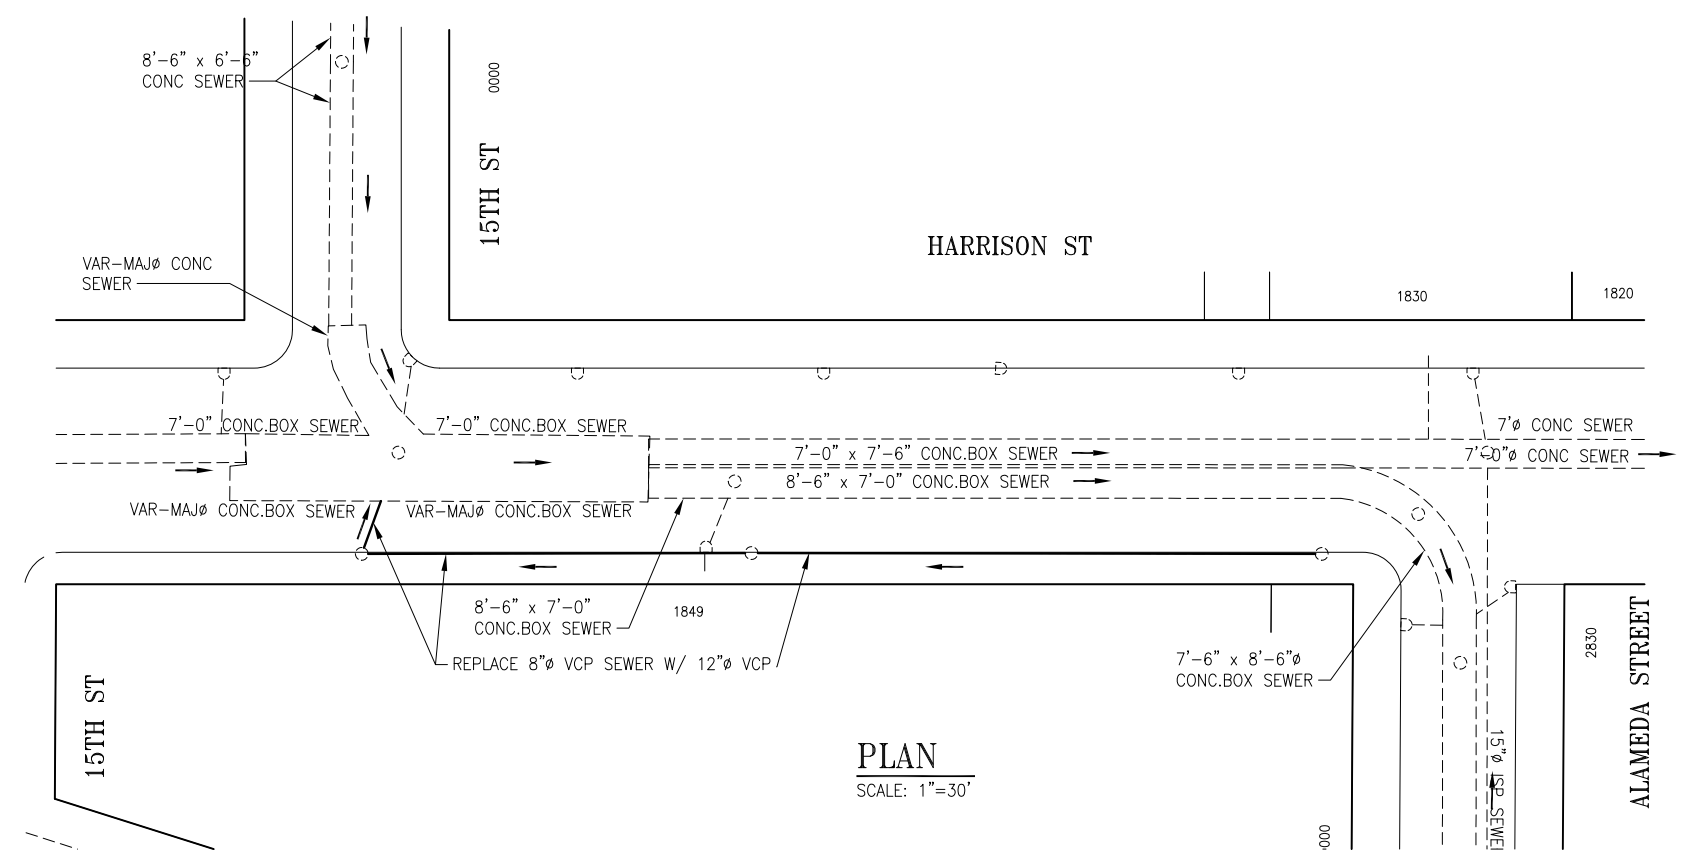 8'-6" x 6'-6"
CONC SEWER
0000
15TH ST
HARRISON ST
VAR-MAJø CONC
SEWER
1830
1820
7'-0" CONC.BOX SEWER
7'-0" CONC.BOX SEWER
7'ø CONC SEWER
7'-0" x 7'-6" CONC.BOX SEWER
7'-0"ø CONC SEWER
8'-6" x 7'-0" CONC.BOX SEWER
VAR-MAJø CONC.BOX SEWER
VAR-MAJø CONC.BOX SEWER
8'-6" x 7'-0"
CONC.BOX SEWER
1849
REPLACE 8"ø VCP SEWER W/ 12"ø VCP
7'-6" x 8'-6"ø
CONC.BOX SEWER
2830
ALAMEDA STREET
15TH ST
15"ø ISP SEWER
PLAN
SCALE: 1"=30'
0000